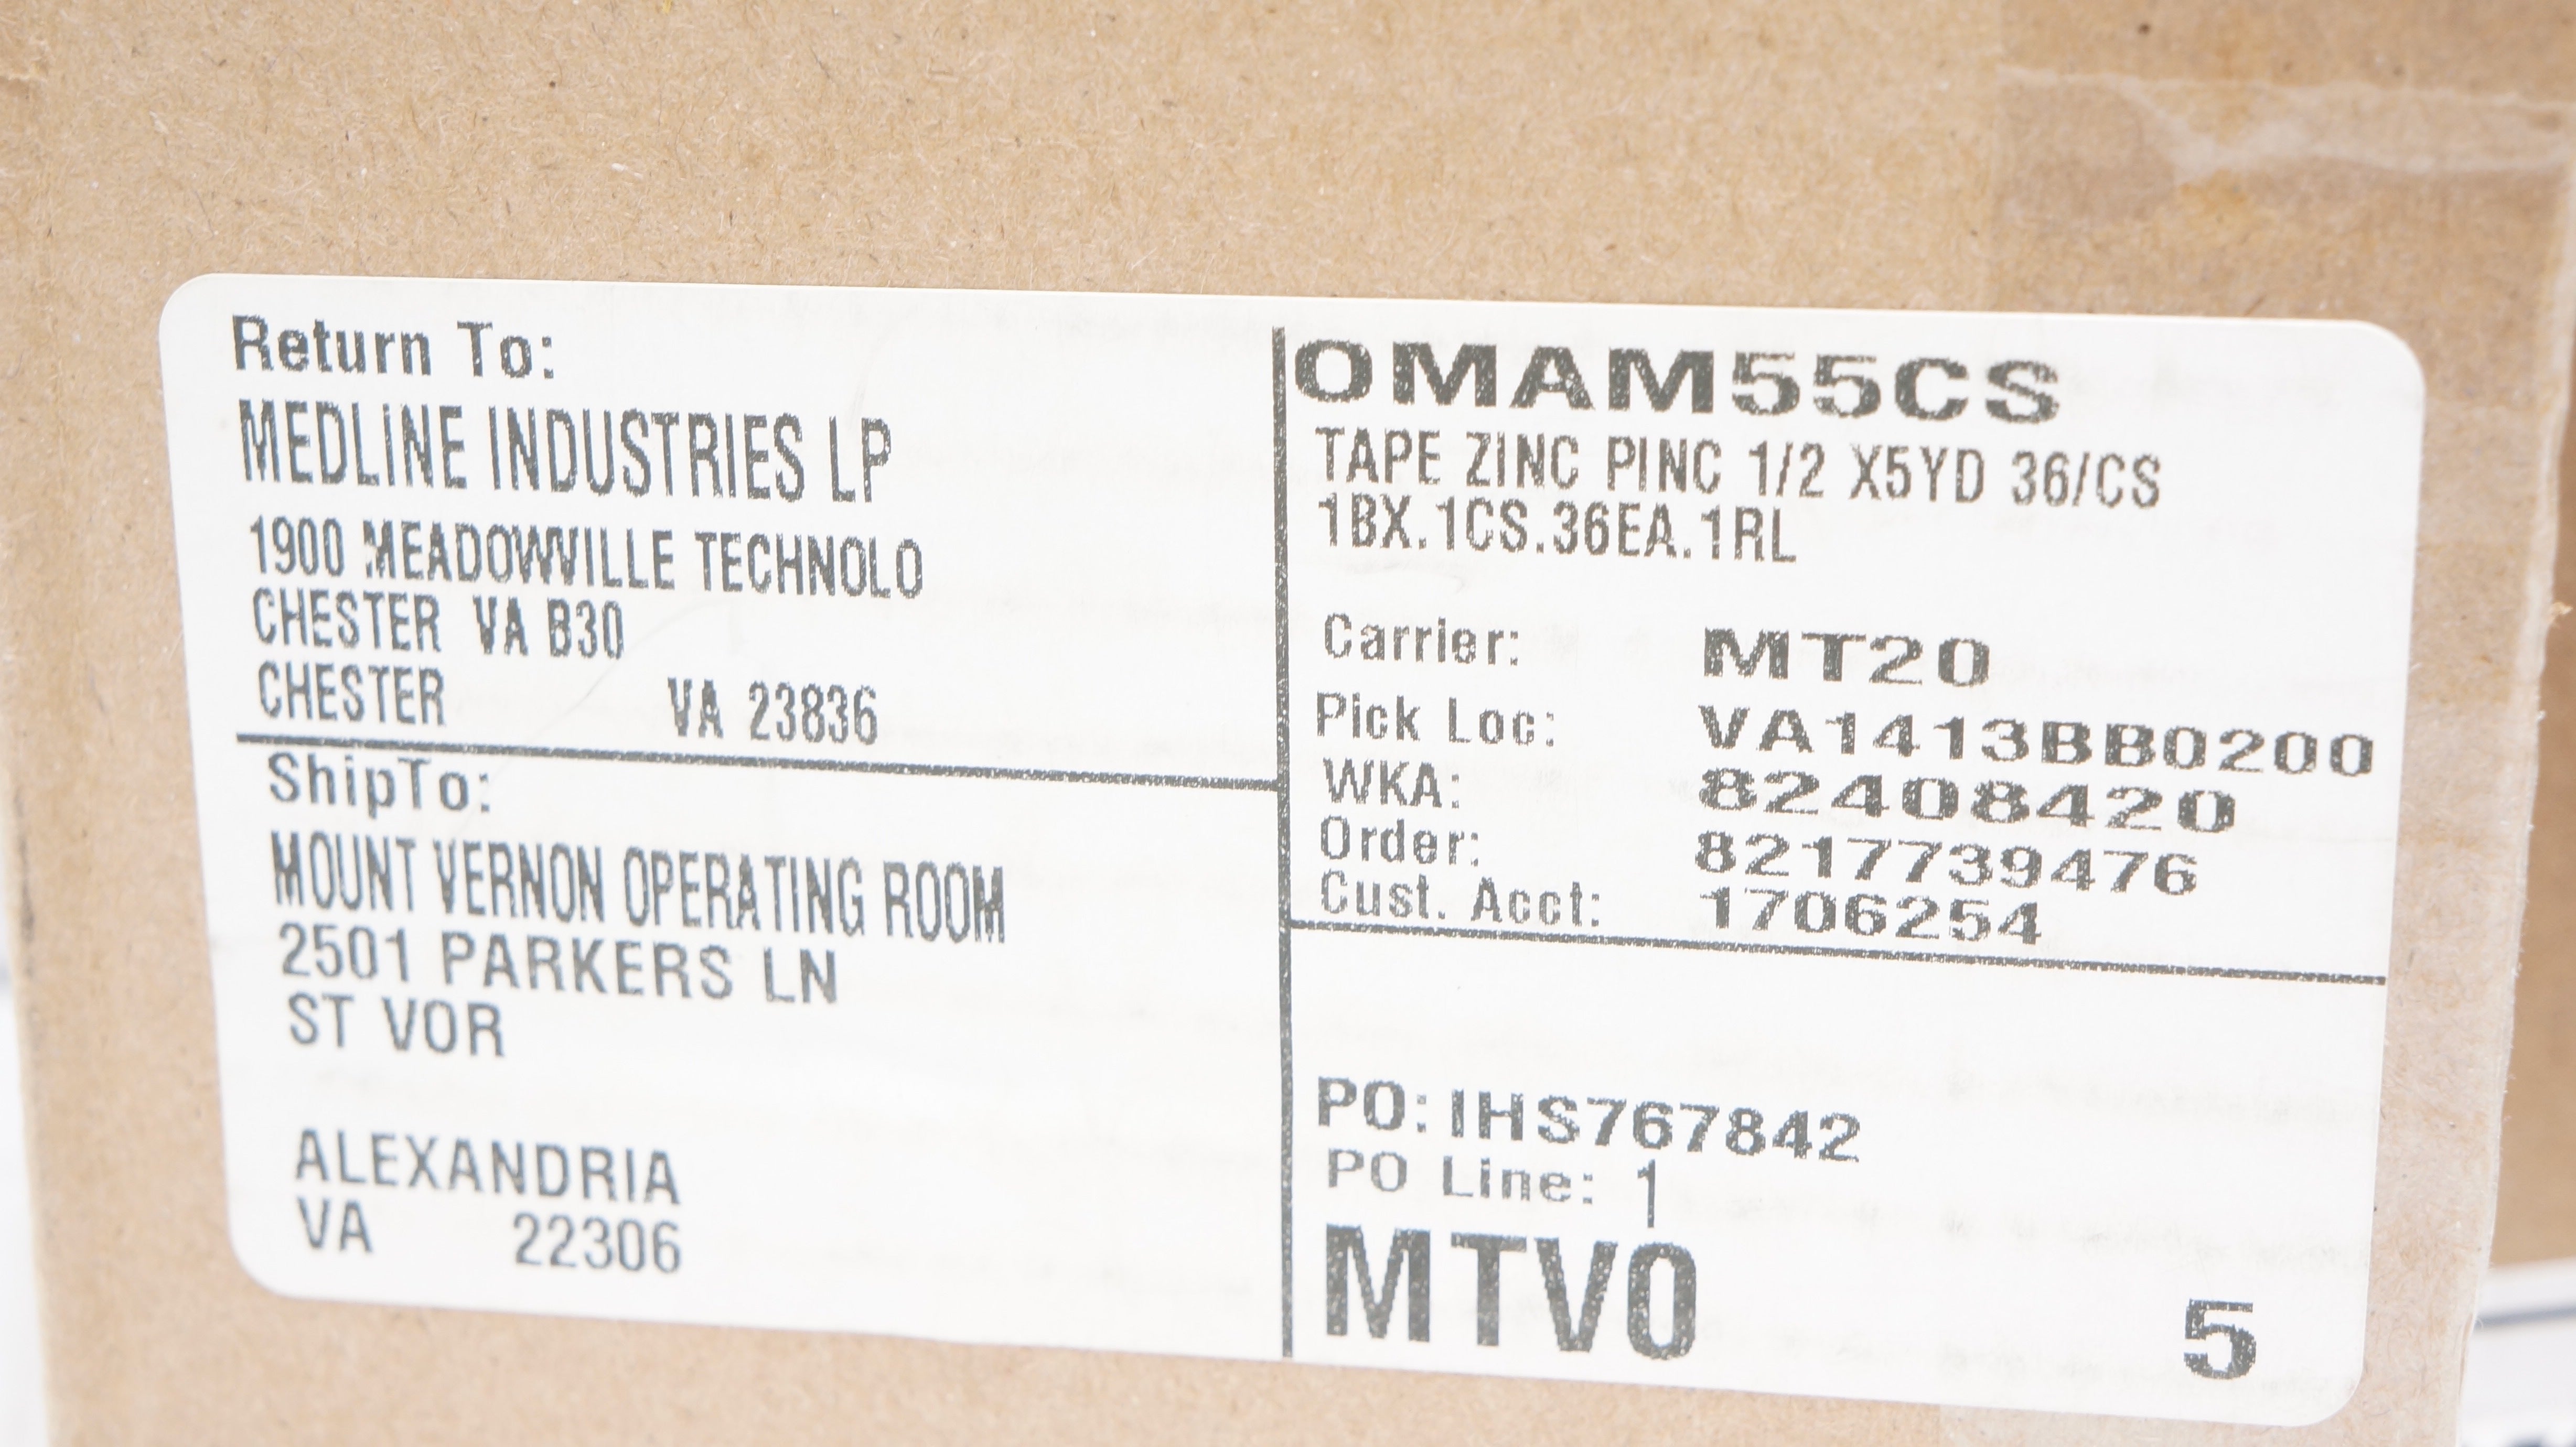 Return To:
MEDLINE INDUSTRIES LP
1900 MEADOWVILLE TECHNOLO
CHESTER VA B30
CHESTER VA 23836
ShipTo:
MOUNT VERNON OPERATING ROOM
2501 PARKERS LN
ST VOR
ALEXANDRIA
VA 22306
OMAM55CS
TAPE ZINC PINC 1/2 X5YD 36/CS
1BX.1CS.36EA.1RL
Carrier: MT20
Pick Loc: VA1413BB0200
WKA: 82408420
Order: 8217739476
Cust. Acct: 1706254
PO: IHS767842
PO Line: 1
MTV0 5